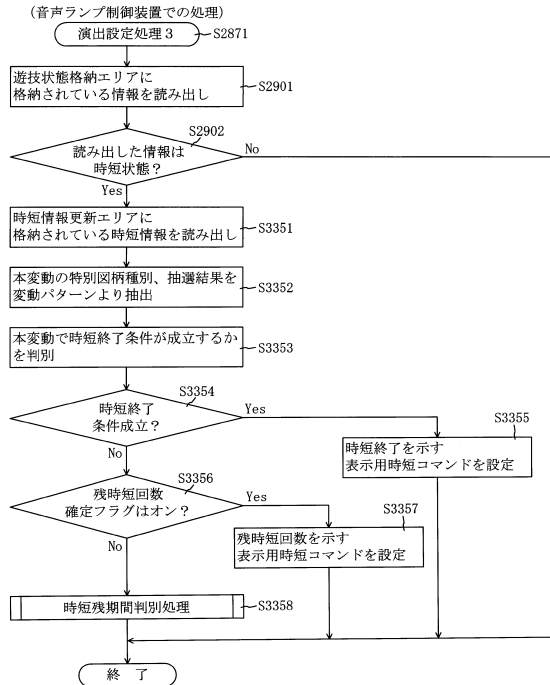 (音声ランプ制御装置での処理)
演出設定処理3
S2871
遊技状態格納エリアに
格納されている情報を読み出し
S2901
S2902
読み出した情報は
時短状態?
No
Yes
時短情報更新エリアに
格納されている時短情報を読出し
S3351
本変動の特別図柄種別、抽選結果を
変動パターンより抽出
S3352
本変動で時短終了条件が成立するか
を判別
S3353
S3354
時短終了
条件成立?
Yes
No
S3355
時短終了を示す
表示用時短コマンドを設定
S3356
残時短回数
確定フラグはオン?
Yes
No
S3357
残時短回数を示す
表示用時短コマンドを設定
時短残期間判別処理
S3358
終 了